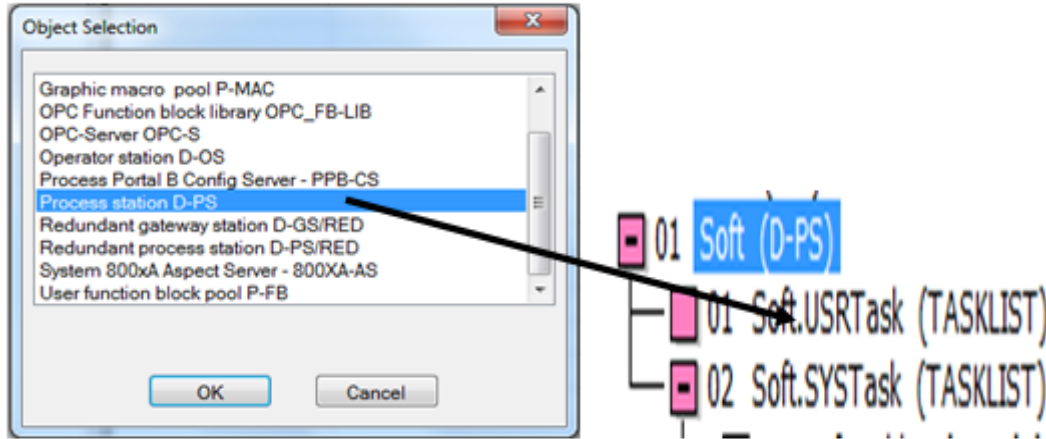 Object Selection
Graphic macro pool P-MAC
OPC Function block library OPC_FB-LIB
OPC-Server OPC-S
Operator station D-OS
Process Portal B Config Server - PPB-CS
Process station D-PS
Redundant gateway station D-GS/RED
Redundant process station D-PS/RED
System 800xA Aspect Server - 800XA-AS
User function block pool P-FB
OK
Cancel
01 Soft (D-PS)
01 Soft.USRTask (TASKLIST)
02 Soft.SYSTask (TASKLIST)